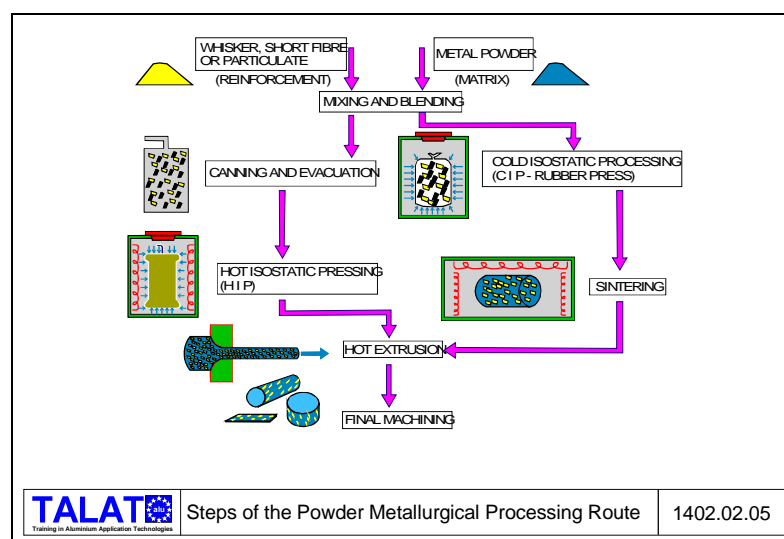 WHISKER, SHORT FIBRE
OR PARTICULATE
(REINFORCEMENT)
METAL POWDER
(MATRIX)
MIXING AND BLENDING
CANNING AND EVACUATION
COLD ISOSTATIC PROCESSING
(C I P - RUBBER PRESS)
HOT ISOSTATIC PRESSING
(H I P)
SINTERING
HOT EXTRUSION
FINAL MACHINING
TALAT
alu
Training in Aluminium Application Technologies
Steps of the Powder Metallurgical Processing Route
1402.02.05